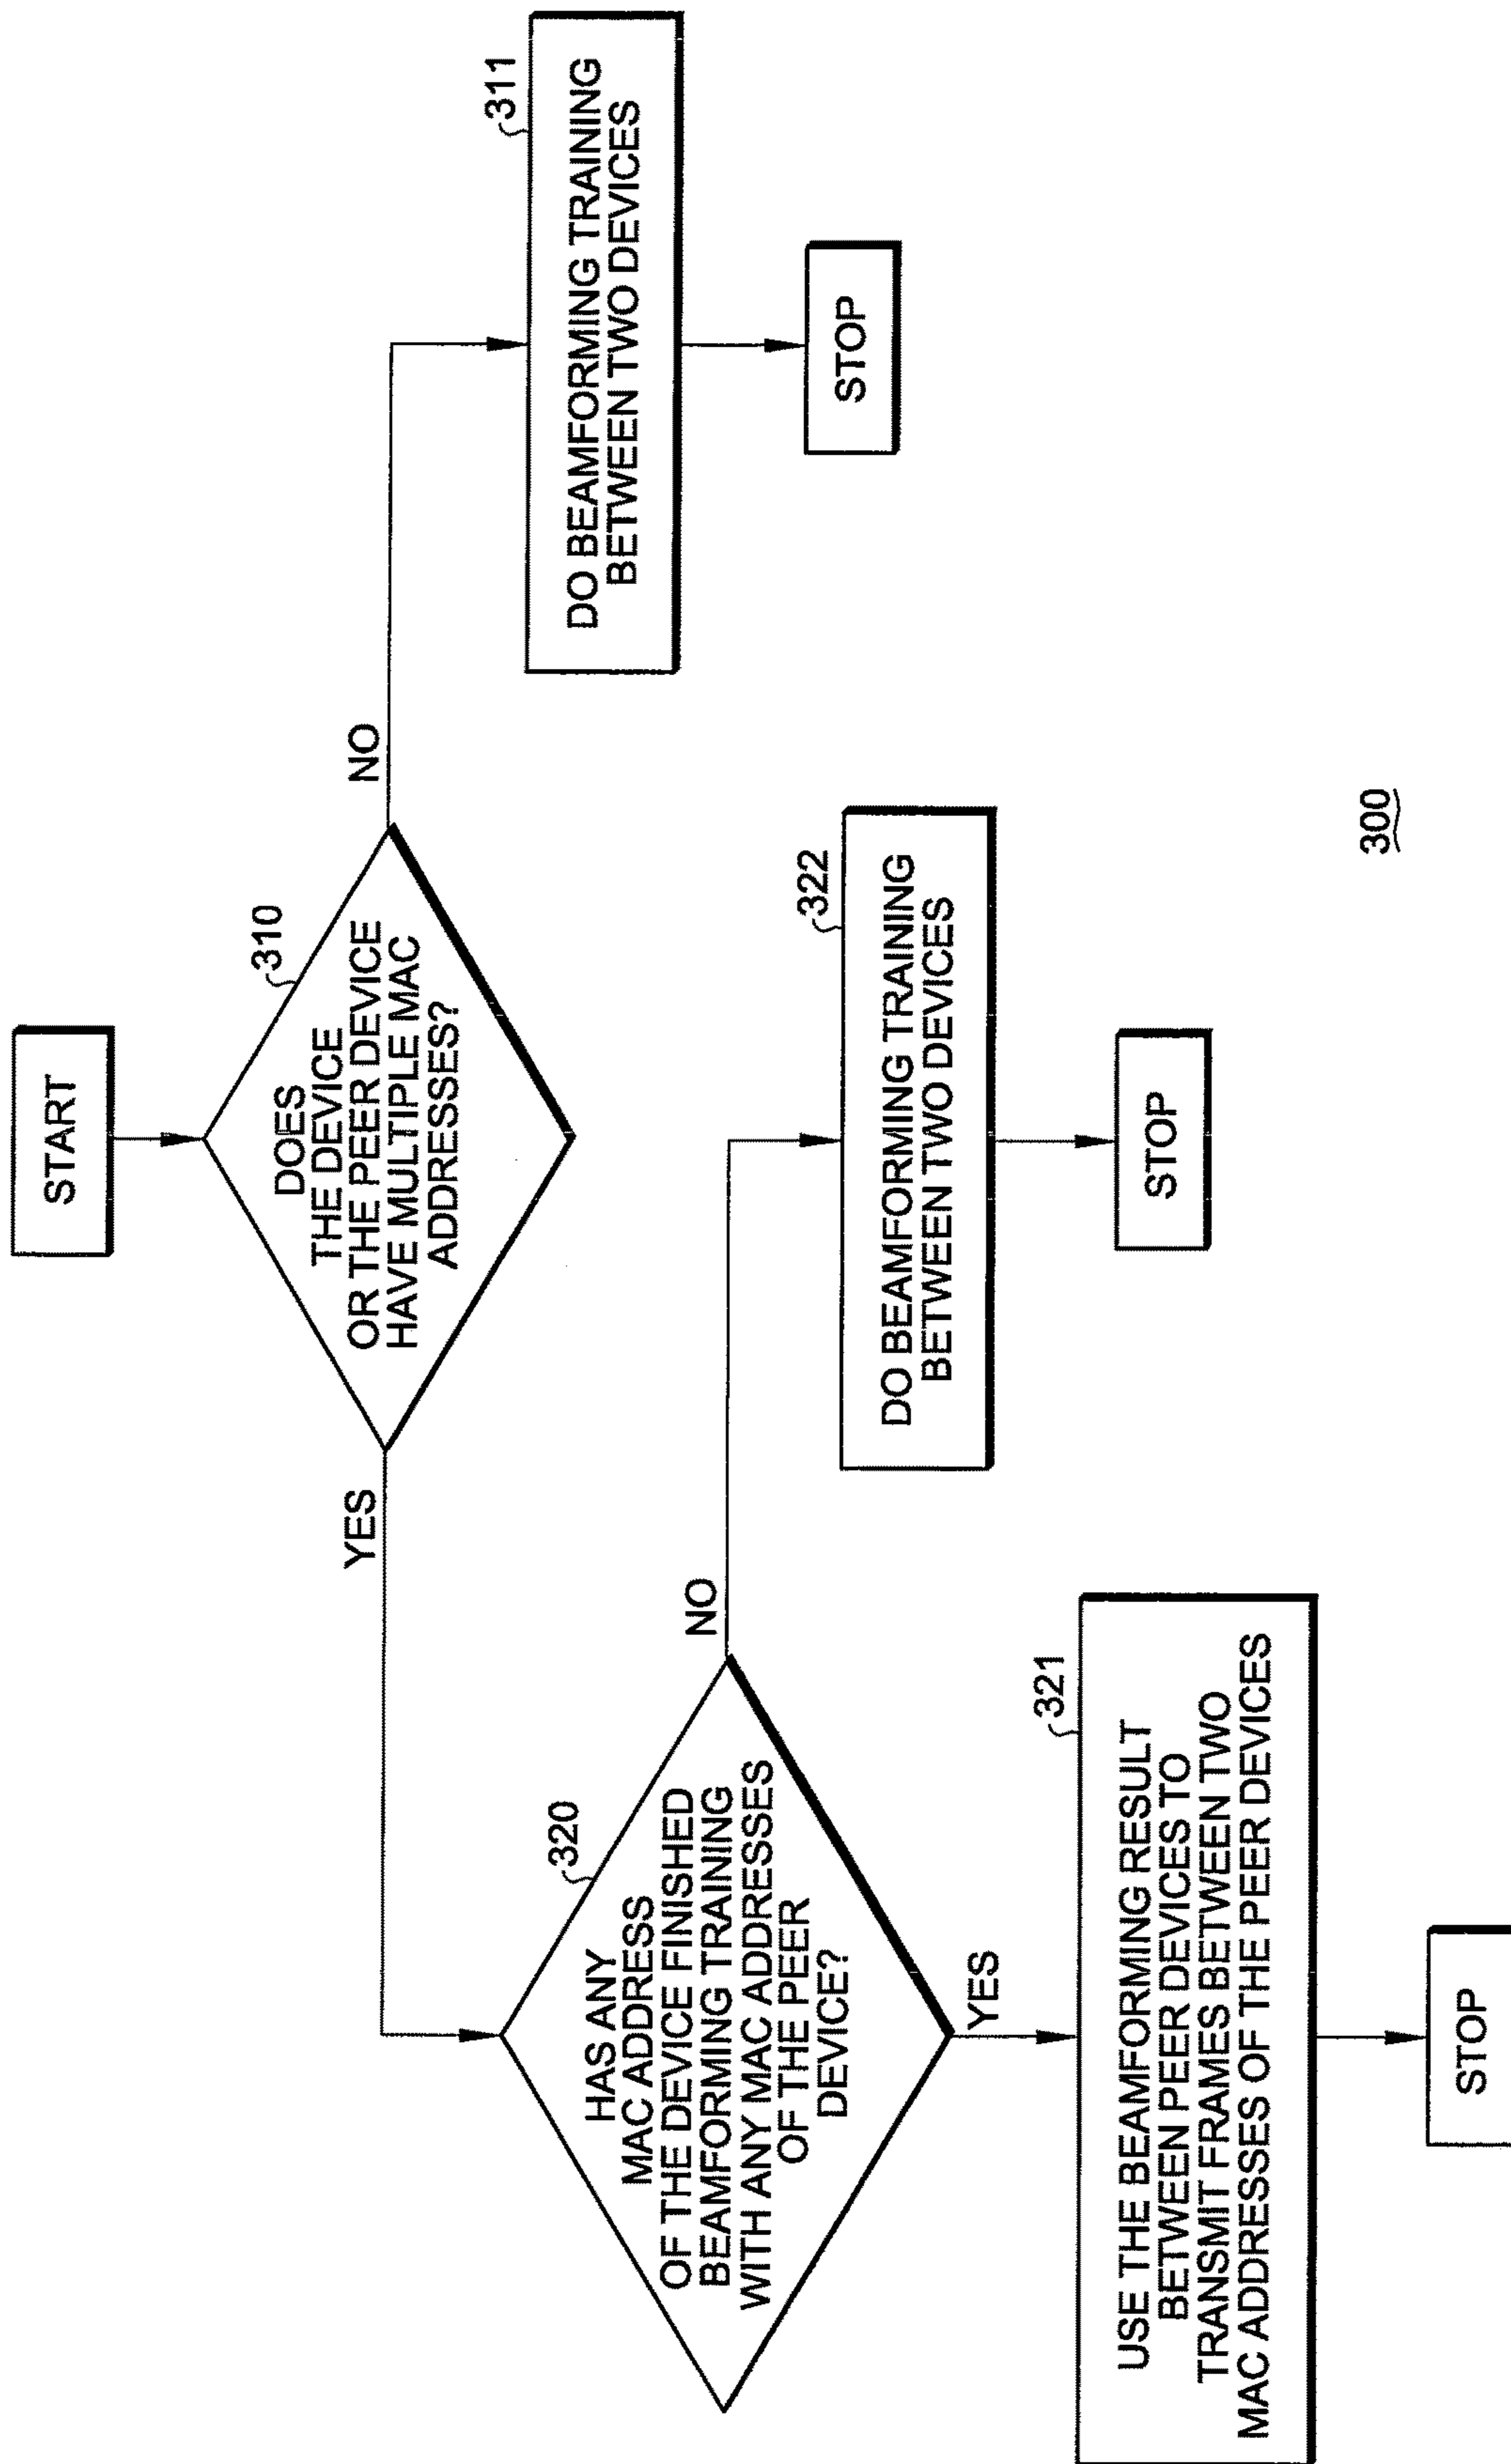 START
310
DOES
THE DEVICE
OR THE PEER DEVICE
HAVE MULTIPLE MAC
ADDRESSES?
YES
NO
311
DO BEAMFORMING TRAINING
BETWEEN TWO DEVICES
STOP
320
HAS ANY
MAC ADDRESS
OF THE DEVICE FINISHED
BEAMFORMING TRAINING
WITH ANY MAC ADDRESSES
OF THE PEER
DEVICE?
NO
322
DO BEAMFORMING TRAINING
BETWEEN TWO DEVICES
STOP
YES
321
USE THE BEAMFORMING RESULT
BETWEEN PEER DEVICES TO
TRANSMIT FRAMES BETWEEN TWO
MAC ADDRESSES OF THE PEER DEVICES
STOP
300